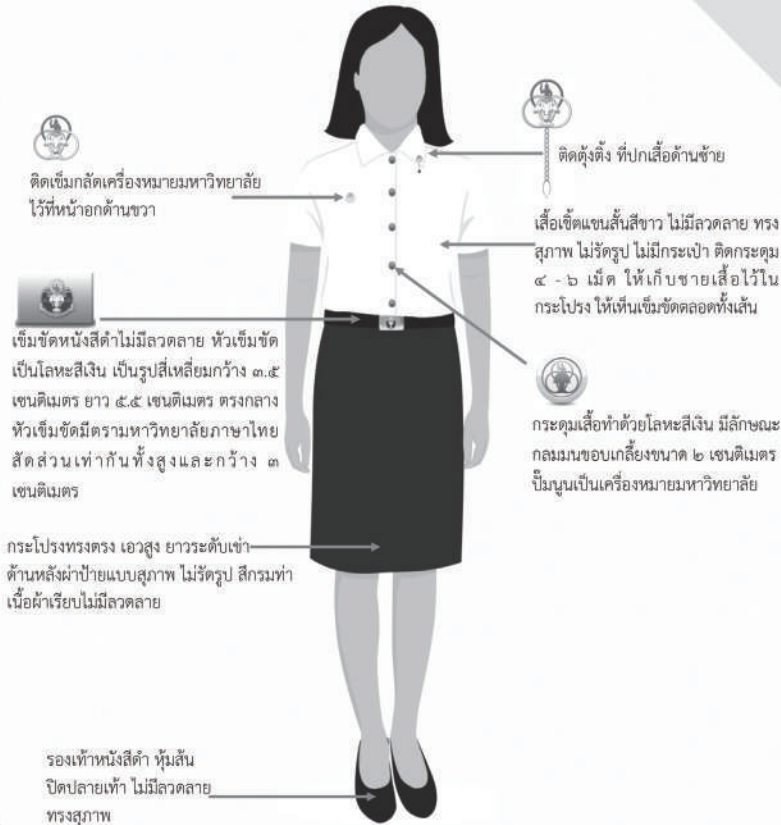 ติดเข็มกลัดเครื่องหมายมหาวิทยาลัย
ไว้ที่หน้าอกด้านขวา
ติดตุ้งติ้ง ที่ปกเสื้อด้านซ้าย
เสื้อเชิ้ตแขนสั้นสีขาว ไม่มีลวดลาย ทรง
สุภาพ ไม่รัดรูป ไม่มีกระเป๋า ติดกระดุม
๔ - ๖ เม็ด ให้เก็บชายเสื้อไว้ใน
กระโปรง ให้เห็นเข็มขัดตลอดทั้งเส้น
เข็มขัดหนังสีดำไม่มีลวดลาย หัวเข็มขัด
เป็นโลหะสีเงิน เป็นรูปสี่เหลี่ยมกว้าง ๓.๕
เซนติเมตร ยาว ๕.๕ เซนติเมตร ตรงกลาง
หัวเข็มขัดมีตรามหาวิทยาลัยภาษาไทย
สัดส่วนเท่ากันทั้งสูงและกว้าง ๓
เซนติเมตร
กระดุมเสื้อทำด้วยโลหะสีเงิน มีลักษณะ
กลมมนขอบเกลี้ยงขนาด ๒ เซนติเมตร
ปั๊มนูนเป็นเครื่องหมายมหาวิทยาลัย
กระโปรงทรงตรง เอวสูง ยาวระดับเข่า
ด้านหลังผ่าป้ายแบบสุภาพ ไม่รัดรูป สีกรมท่า
เนื้อผ้าเรียบไม่มีลวดลาย
รองเท้าหนังสีดำ หุ้มส้น
ปิดปลายเท้า ไม่มีลวดลาย
ทรงสุภาพ